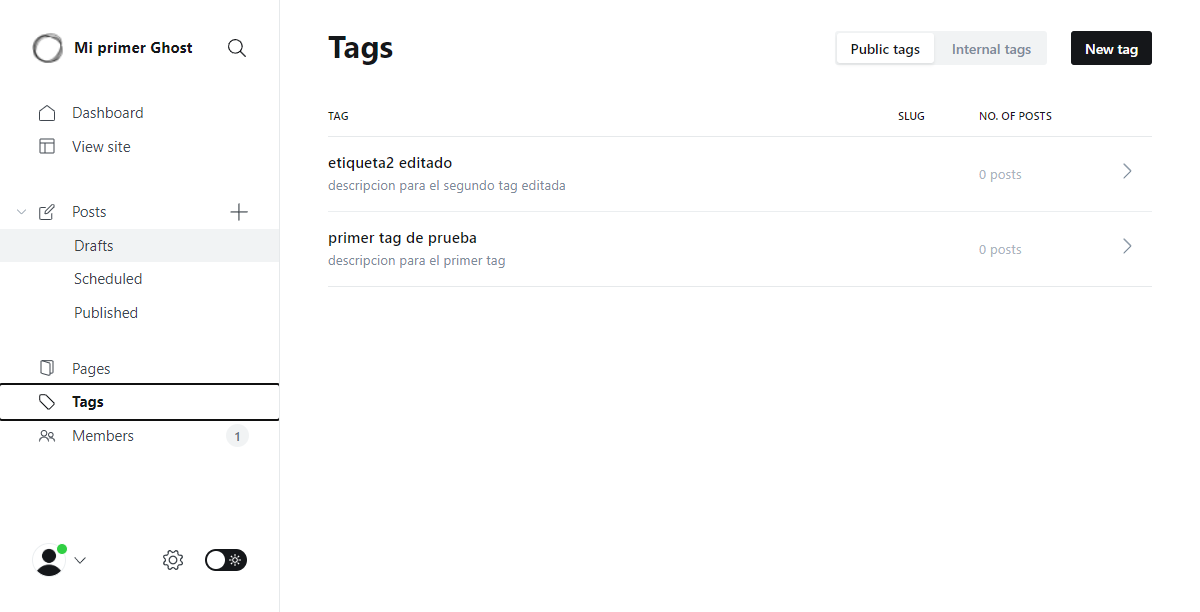 Mi primer Ghost
Dashboard
View site
Posts
Drafts
Scheduled
Published
Pages
Tags
Members 1
Tags
Public tags Internal tags New tag
TAG SLUG NO. OF POSTS
etiqueta2 editado
descripcion para el segundo tag editada
0 posts
primer tag de prueba
descripcion para el primer tag
0 posts